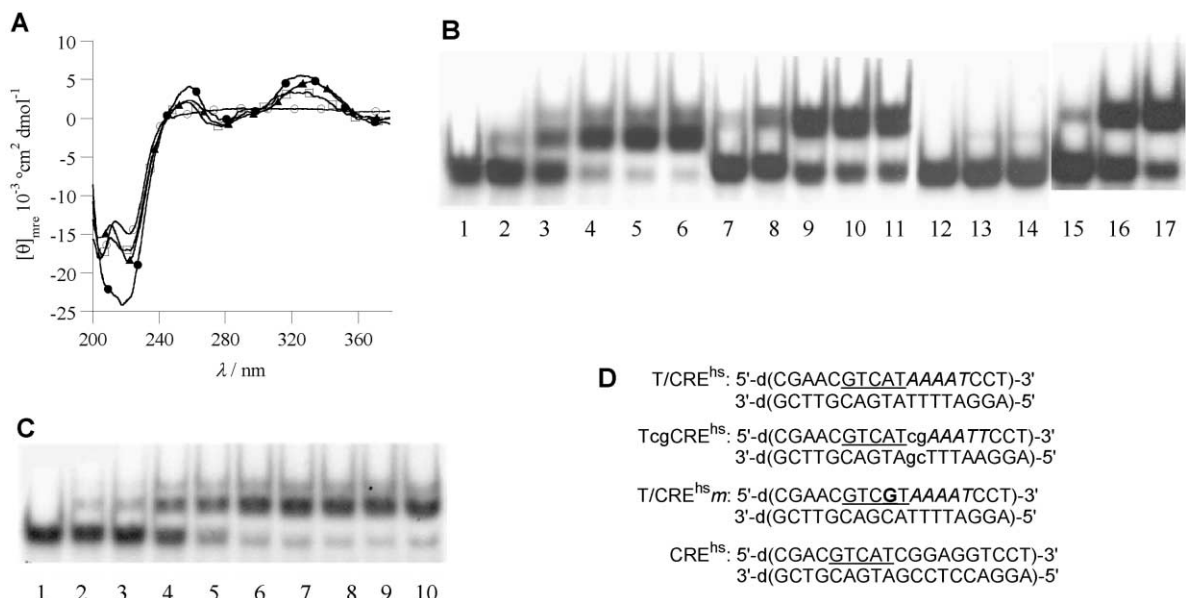 A
10
5
0
-5
-10
-15
-20
-25
[θ]mre 10⁻³ °cm² dmol⁻¹
200 240 280 320 360
λ / nm
B
1 2 3 4 5 6 7 8 9 10 11 12 13 14 15 16 17
C
1 2 3 4 5 6 7 8 9 10
D
T/CREhs: 5'-d(CGAACGTCATAAAATCCT)-3'
3'-d(GCTTGCAGTATTTTAGGA)-5'
TcgCREhs: 5'-d(CGAACGTCATcgAAATTCCT)-3'
3'-d(GCTTGCAGTAgcTTTAAGGA)-5'
T/CREhsm: 5'-d(CGAACGTCGTAAAATCCT)-3'
3'-d(GCTTGCAGCATTTTAGGA)-5'
CREhs: 5'-d(CGACGTCATCGGAGGTCCT)-3'
3'-d(GCTGCAGTAGCCTCCAGGA)-5'